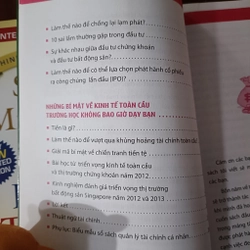 Làm thế nào để chống lại lạm phát?
10 sai lầm thường gặp trong đầu tư
Sự khác nhau giữa đầu tư chứng khoán
và đầu tư bất động sản?
Làm thế nào để có thể lựa chọn phát hành cổ phiếu
ra công chúng lần đầu (IPO)?
NHỮNG BÍ MẬT VỀ KINH TẾ TOÀN CẦU
TRƯỜNG HỌC KHÔNG BAO GIỜ DẠY BẠN
Tiền là gì?
Làm thế nào để vượt qua khủng hoảng tài chính toàn cầu
Giải mã bí mật về chiến tranh tiền tệ
Bài học từ triển vọng kinh tế toàn cầu
và thị trường chứng khoán năm 2012.
Kinh nghiệm đánh giá triển vọng thị trường
bất động sản Singapore năm 2012 và 2013
Lời kết
Thuật ngữ tài chính
Phụ lục: Biểu mẫu số sách quản lý tài chính cá nhân